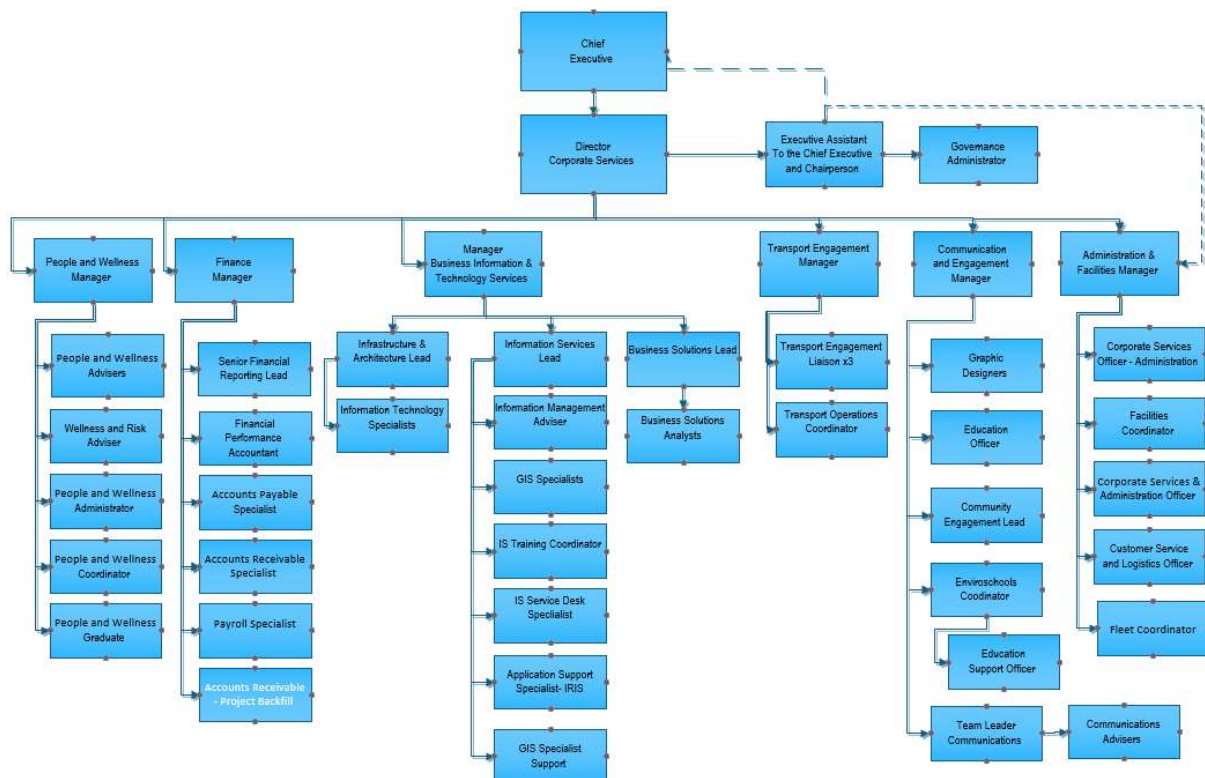 Chief
Executive
Director
Corporate Services
Executive Assistant
To the Chief Executive
and Chairperson
Governance
Administrator
People and Wellness
Manager
Finance
Manager
Manager
Business Information &
Technology Services
Transport Engagement
Manager
Communication
and Engagement
Manager
Administration &
Facilities Manager
People and Wellness
Advisers
Wellness and Risk
Adviser
People and Wellness
Administrator
People and Wellness
Coordinator
People and Wellness
Graduate
Senior Financial
Reporting Lead
Financial
Performance
Accountant
Accounts Payable
Specialist
Accounts Receivable
Specialist
Payroll Specialist
Accounts Receivable
- Project Backfill
Infrastructure &
Architecture Lead
Information Technology
Specialists
Information Services
Lead
Information Management
Adviser
GIS Specialists
IS Training Coordinator
IS Service Desk
Specialist
Application Support
Specialist- IRIS
GIS Specialist
Support
Business Solutions Lead
Business Solutions
Analysts
Transport Engagement
Liaison x3
Transport Operations
Coordinator
Graphic
Designers
Education
Officer
Community
Engagement Lead
Enviroschools
Coodinator
Education
Support Officer
Team Leader
Communications
Communications
Advisers
Corporate Services
Officer - Administration
Facilities
Coordinator
Corporate Services &
Administration Officer
Customer Service
and Logistics Officer
Fleet Coordinator